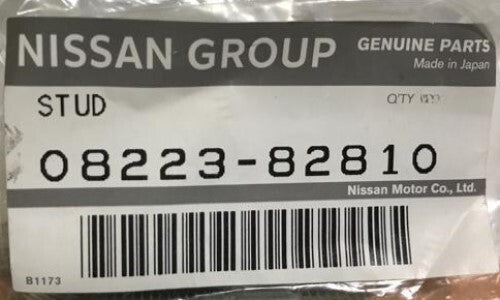 NISSAN GROUP GENUINE PARTS
Made in Japan
STUD QTY
08223-82810
Nissan Motor Co., Ltd.
B1173